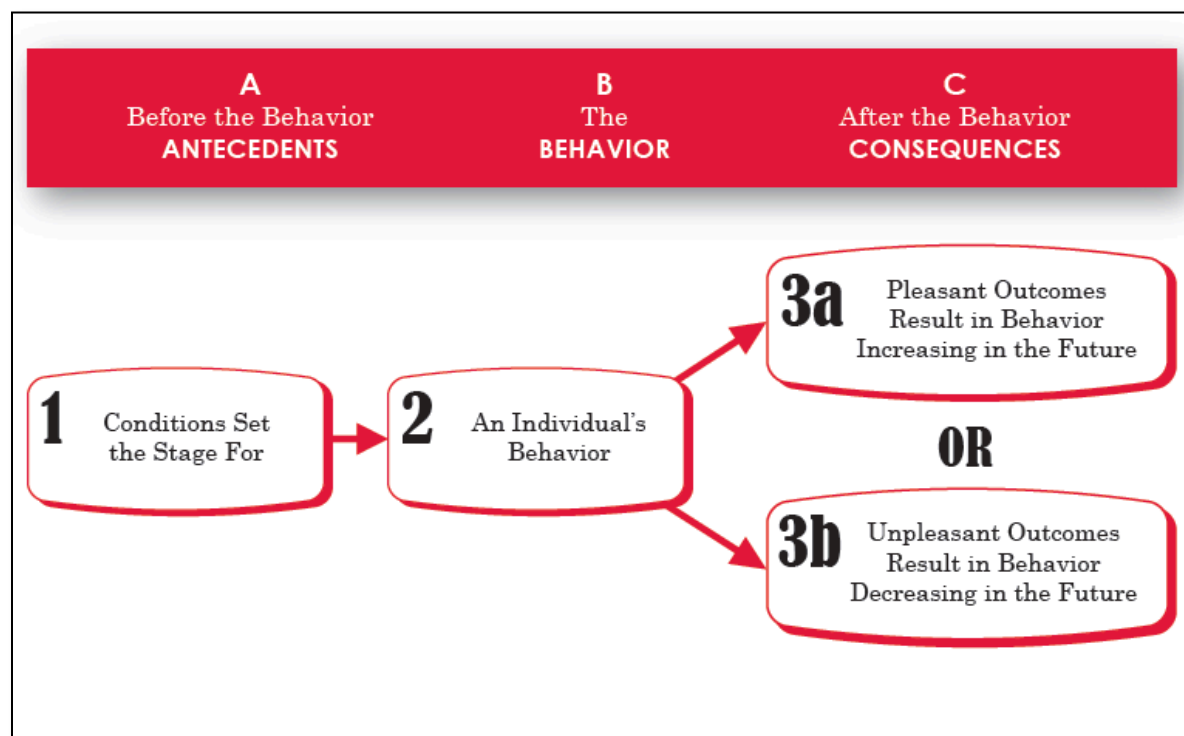 A
Before the Behavior
ANTECEDENTS
B
The
BEHAVIOR
C
After the Behavior
CONSEQUENCES
1
Conditions Set
the Stage For
2
An Individual's
Behavior
3a
Pleasant Outcomes
Result in Behavior
Increasing in the Future
OR
3b
Unpleasant Outcomes
Result in Behavior
Decreasing in the Future